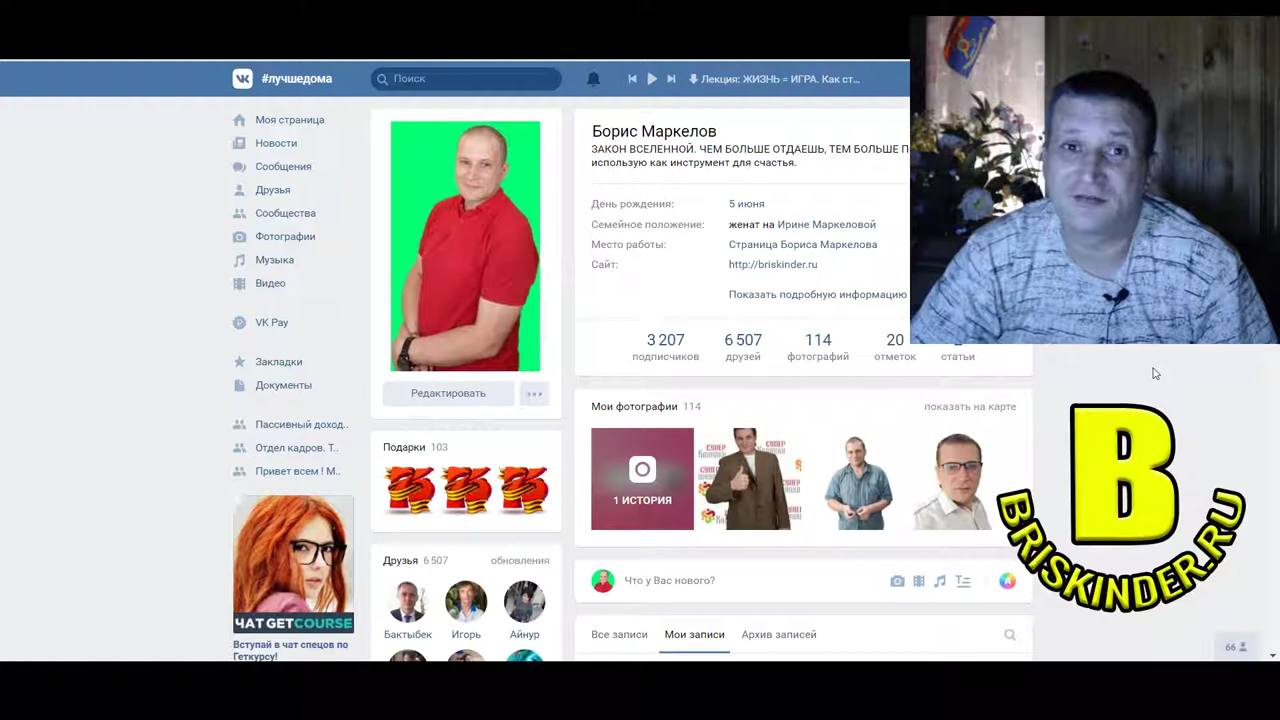 #лучшедома
Поиск
Лекция: ЖИЗНЬ = ИГРА. Как ст...
Моя страница
Новости
Сообщения
Друзья
Сообщества
Фотографии
Музыка
Видео
VK Pay
Закладки
Документы
Пассивный доход..
Отдел кадров. Т..
Привет всем ! М..
ЧАТ GETCOURSE
Вступай в чат спецов по
Геткурсу!
Редактировать
Подарки 103
Друзья 6 507 обновления
Бактыбек Игорь Айнур
Борис Маркелов
ЗАКОН ВСЕЛЕННОЙ. ЧЕМ БОЛЬШЕ ОТДАЕШЬ, ТЕМ БОЛЬШЕ П
использую как инструмент для счастья.
День рождения: 5 июня
Семейное положение: женат на Ирине Маркеловой
Место работы: Страница Бориса Маркелова
Сайт: http://briskinder.ru
Показать подробную информацию
3 207 6 507 114 20
подписчиков друзей фотографий отметок статьи
Мои фотографии 114 показать на карте
1 ИСТОРИЯ
Что у Вас нового?
Все записи Мои записи Архив записей
B
BRISKINDER.RU
66